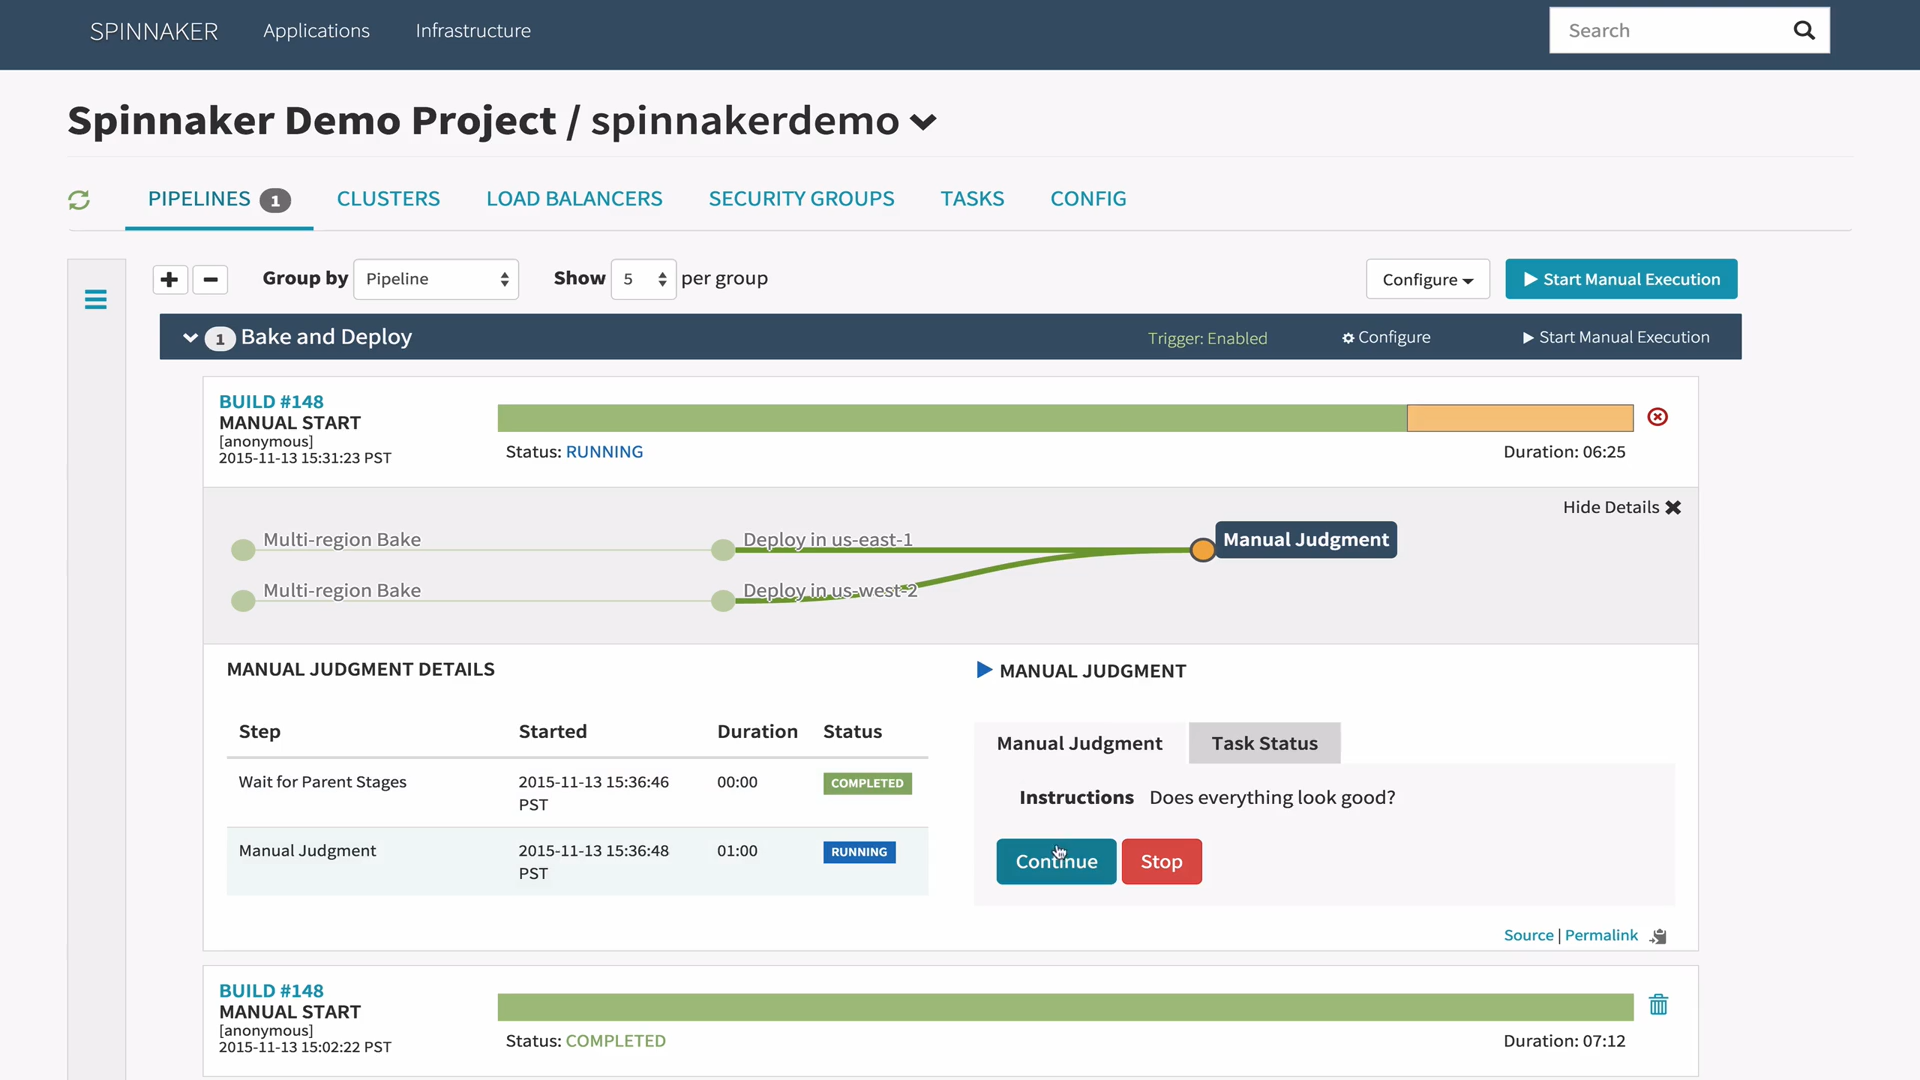 SPINNAKER Applications Infrastructure Search
Spinnaker Demo Project / spinnakerdemo
PIPELINES 1 CLUSTERS LOAD BALANCERS SECURITY GROUPS TASKS CONFIG
Group by Pipeline Show 5 per group Configure Start Manual Execution
1 Bake and Deploy Trigger: Enabled Configure Start Manual Execution
BUILD #148
MANUAL START
[anonymous]
2015-11-13 15:31:23 PST
Status: RUNNING Duration: 06:25
Hide Details
Multi-region Bake Deploy in us-east-1 Manual Judgment
Multi-region Bake Deploy in us-west-2
MANUAL JUDGMENT DETAILS
Step Started Duration Status
Wait for Parent Stages 2015-11-13 15:36:46 00:00 COMPLETED
PST
Manual Judgment 2015-11-13 15:36:48 01:00 RUNNING
PST
MANUAL JUDGMENT
Manual Judgment Task Status
Instructions Does everything look good?
Continue Stop
Source | Permalink
BUILD #148
MANUAL START
[anonymous]
2015-11-13 15:02:22 PST
Status: COMPLETED Duration: 07:12